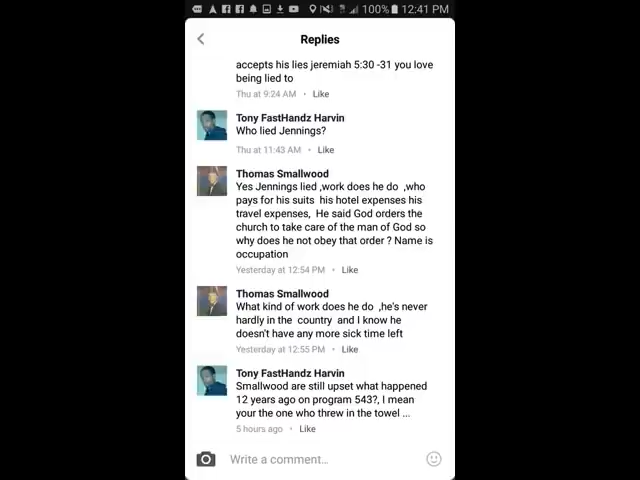 100% 12:41 PM
Replies
accepts his lies jeremiah 5:30 -31 you love
being lied to
Thu at 9:24 AM • Like
Tony FastHandz Harvin
Who lied Jennings?
Thu at 11:43 AM • Like
Thomas Smallwood
Yes Jennings lied ,work does he do ,who
pays for his suits his hotel expenses his
travel expenses, He said God orders the
church to take care of the man of God so
why does he not obey that order ? Name is
occupation
Yesterday at 12:54 PM • Like
Thomas Smallwood
What kind of work does he do ,he's never
hardly in the country and I know he
doesn't have any more sick time left
Yesterday at 12:55 PM • Like
Tony FastHandz Harvin
Smallwood are still upset what happened
12 years ago on program 543?, I mean
your the one who threw in the towel ...
5 hours ago • Like
Write a comment...